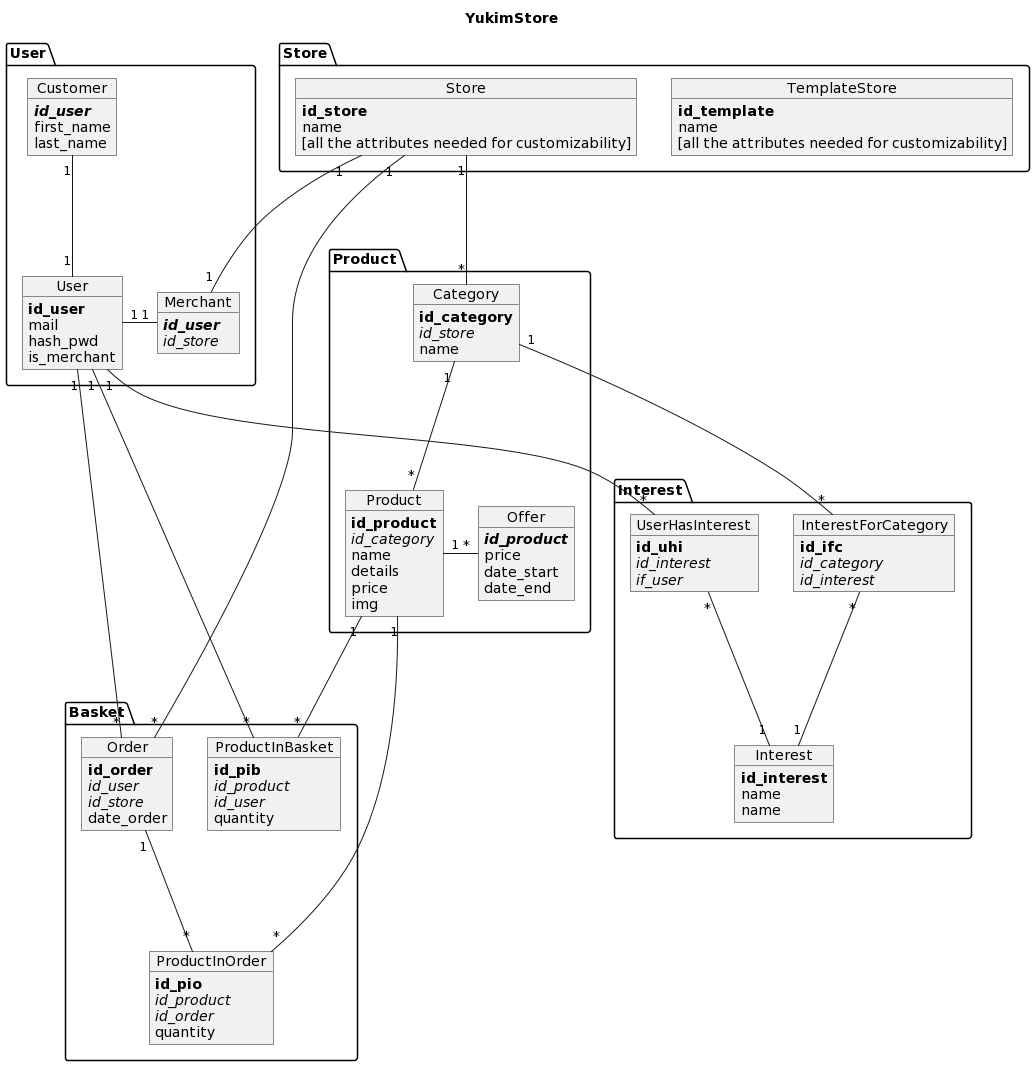 YukimStore
User
Customer
id_user
first_name
last_name
1
1
User
id_user
mail
hash_pwd
is_merchant
1 1
Merchant
id_user
id_store
1
1 1 1
Store
Store
id_store
name
[all the attributes needed for customizability]
TemplateStore
id_template
name
[all the attributes needed for customizability]
1
1
1
*
Product
Category
id_category
id_store
name
1
1
*
Product
id_product
id_category
name
details
price
img
1 *
Offer
id_product
price
date_start
date_end
1
1
Interest
*
*
UserHasInterest
id_uhi
id_interest
if_user
InterestForCategory
id_ifc
id_category
id_interest
*
*
1
1
Interest
id_interest
name
name
Basket
*
*
*
*
Order
id_order
id_user
id_store
date_order
ProductInBasket
id_pib
id_product
id_user
quantity
1
*
*
ProductInOrder
id_pio
id_product
id_order
quantity